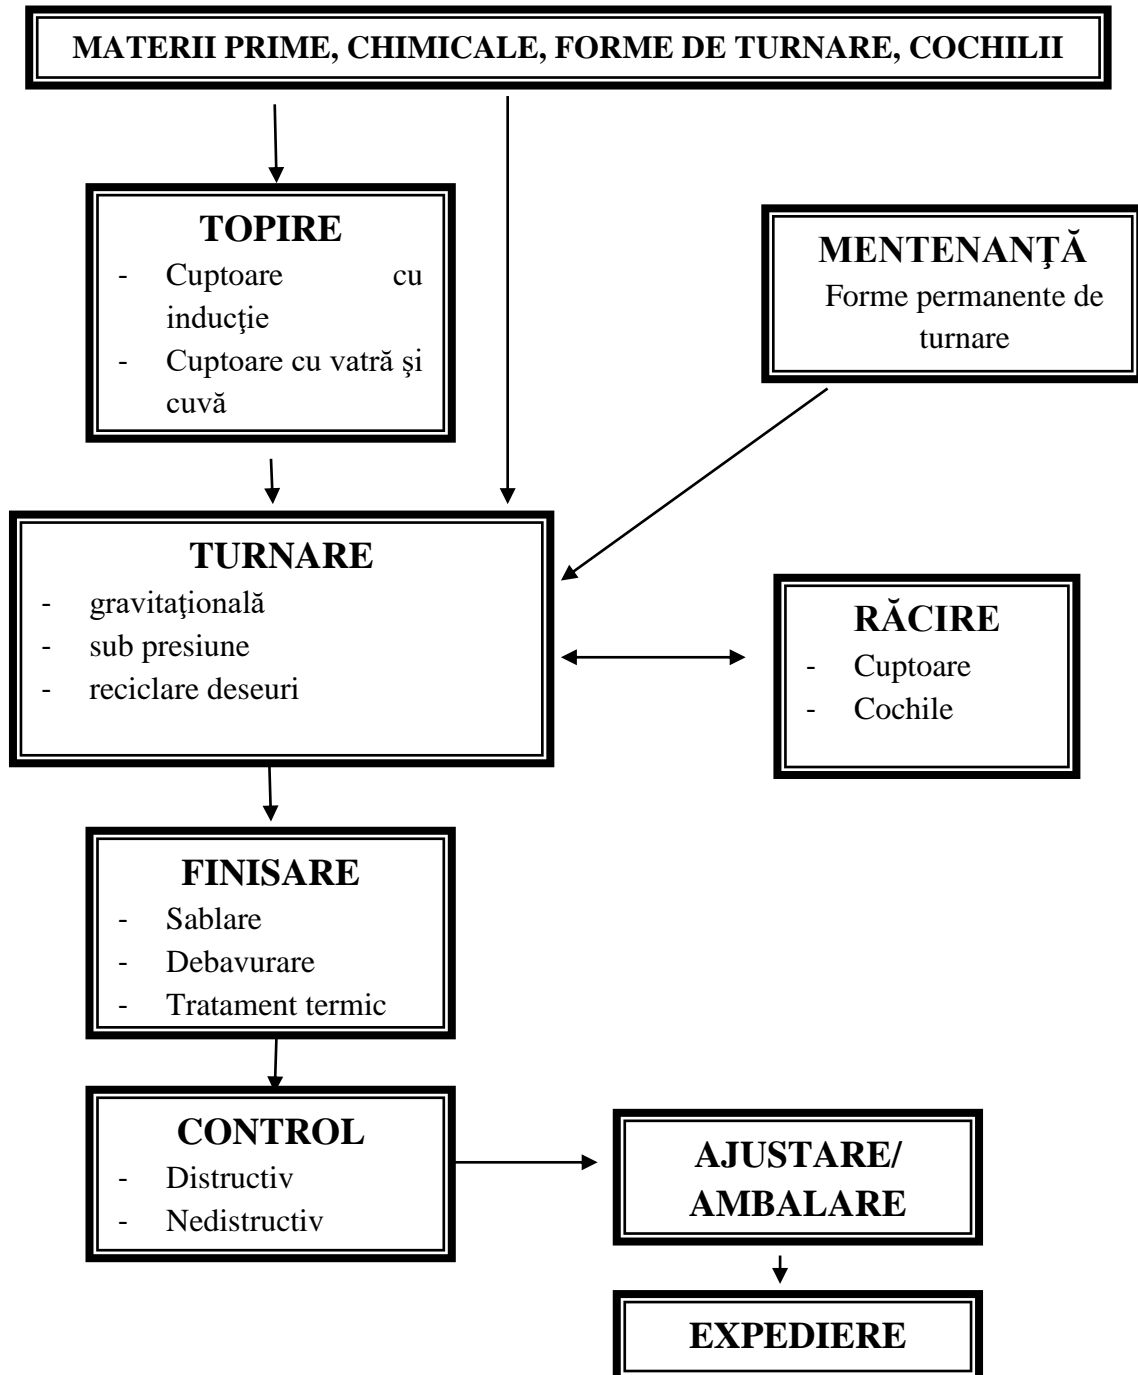 MATERII PRIME, CHIMICALE, FORME DE TURNARE, COCHILII
TOPIRE
- Cuptoare cu
inducţie
- Cuptoare cu vatră şi
cuvă
MENTENANŢĂ
Forme permanente de
turnare
TURNARE
- gravitaţională
- sub presiune
- reciclare deseuri
RĂCIRE
- Cuptoare
- Cochile
FINISARE
- Sablare
- Debavurare
- Tratament termic
CONTROL
- Distructiv
- Nedistructiv
AJUSTARE/
AMBALARE
EXPEDIERE